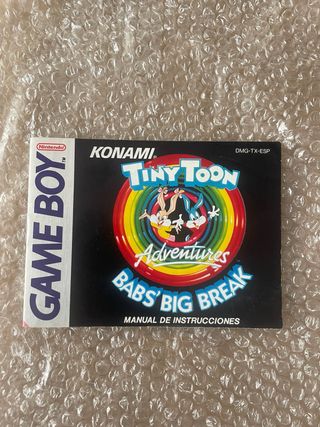 Nintendo
GAME BOY
TM
KONAMI
DMG-TX-ESP
TINY TOON
Adventures
BABS' BIG BREAK
MANUAL DE INSTRUCCIONES